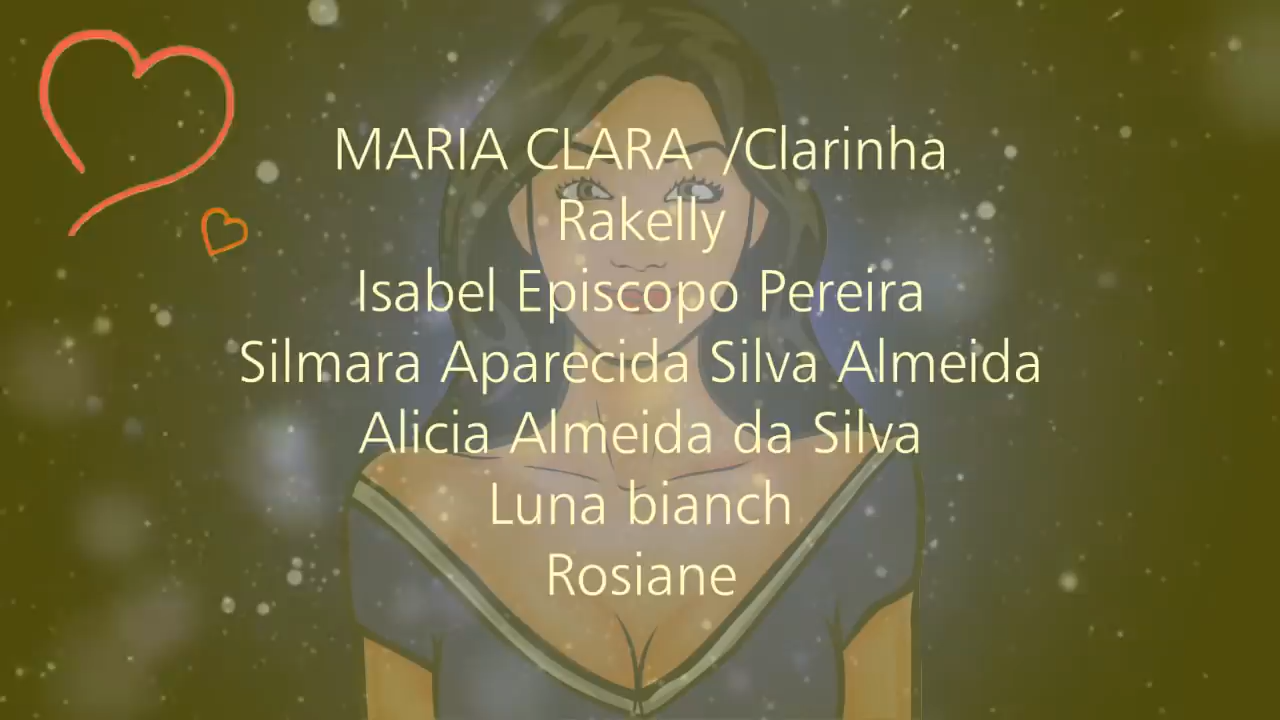 MARIA CLARA /Clarinha
Rakelly
Isabel Episcopo Pereira
Silmara Aparecida Silva Almeida
Alicia Almeida da Silva
Luna bianch
Rosiane